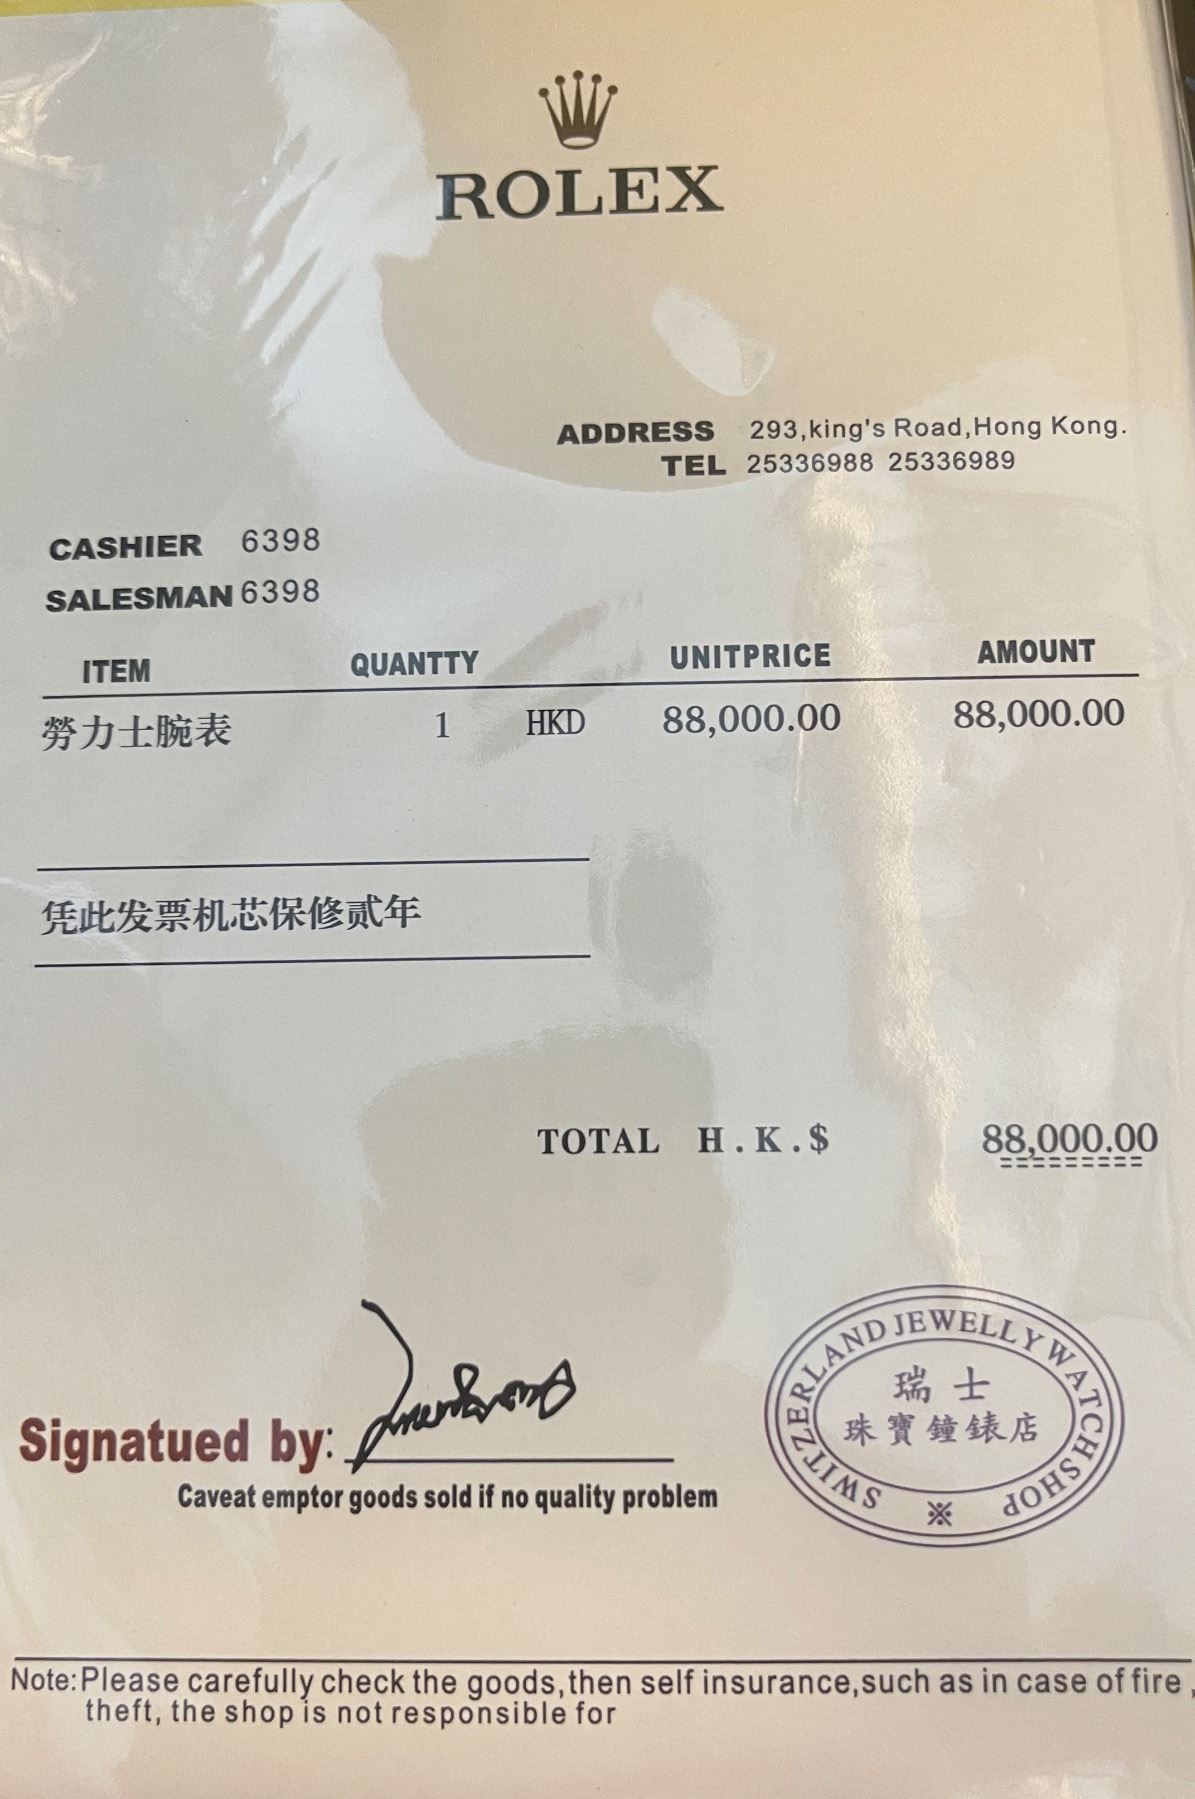 ROLEX
ADDRESS 293,king's Road,Hong Kong.
TEL 25336988 25336989
CASHIER 6398
SALESMAN 6398
ITEM QUANTTY UNITPRICE AMOUNT
勞力士腕表 1 HKD 88,000.00 88,000.00
凭此发票机芯保修贰年
TOTAL H.K.$ 88,000.00
=========
Signatued by:
Caveat emptor goods sold if no quality problem
SWITZERLAND JEWELLY WATCH SHOP
瑞士
珠寶鐘錶店
※
Note:Please carefully check the goods,then self insurance,such as in case of fire ,
theft, the shop is not responsible for